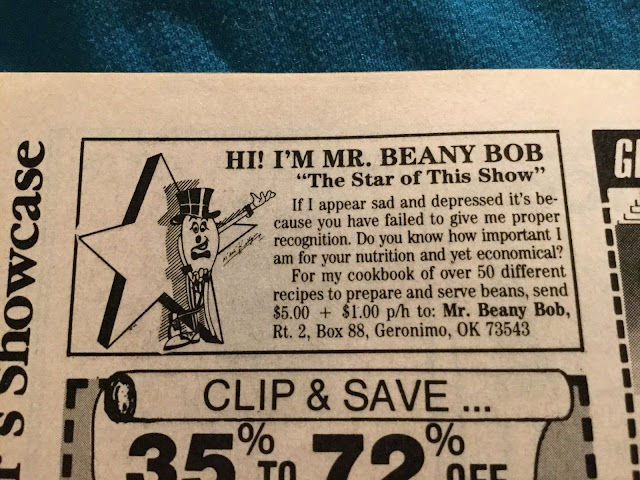 HI! I'M MR. BEANY BOB
"The Star of This Show"
If I appear sad and depressed it's be-
cause you have failed to give me proper
recognition. Do you know how important I
am for your nutrition and yet economical?
For my cookbook of over 50 different
recipes to prepare and serve beans, send
$5.00 + $1.00 p/h to: Mr. Beany Bob,
Rt. 2, Box 88, Geronimo, OK 73543
CLIP & SAVE ...
35% TO 72% OFF
Showcase